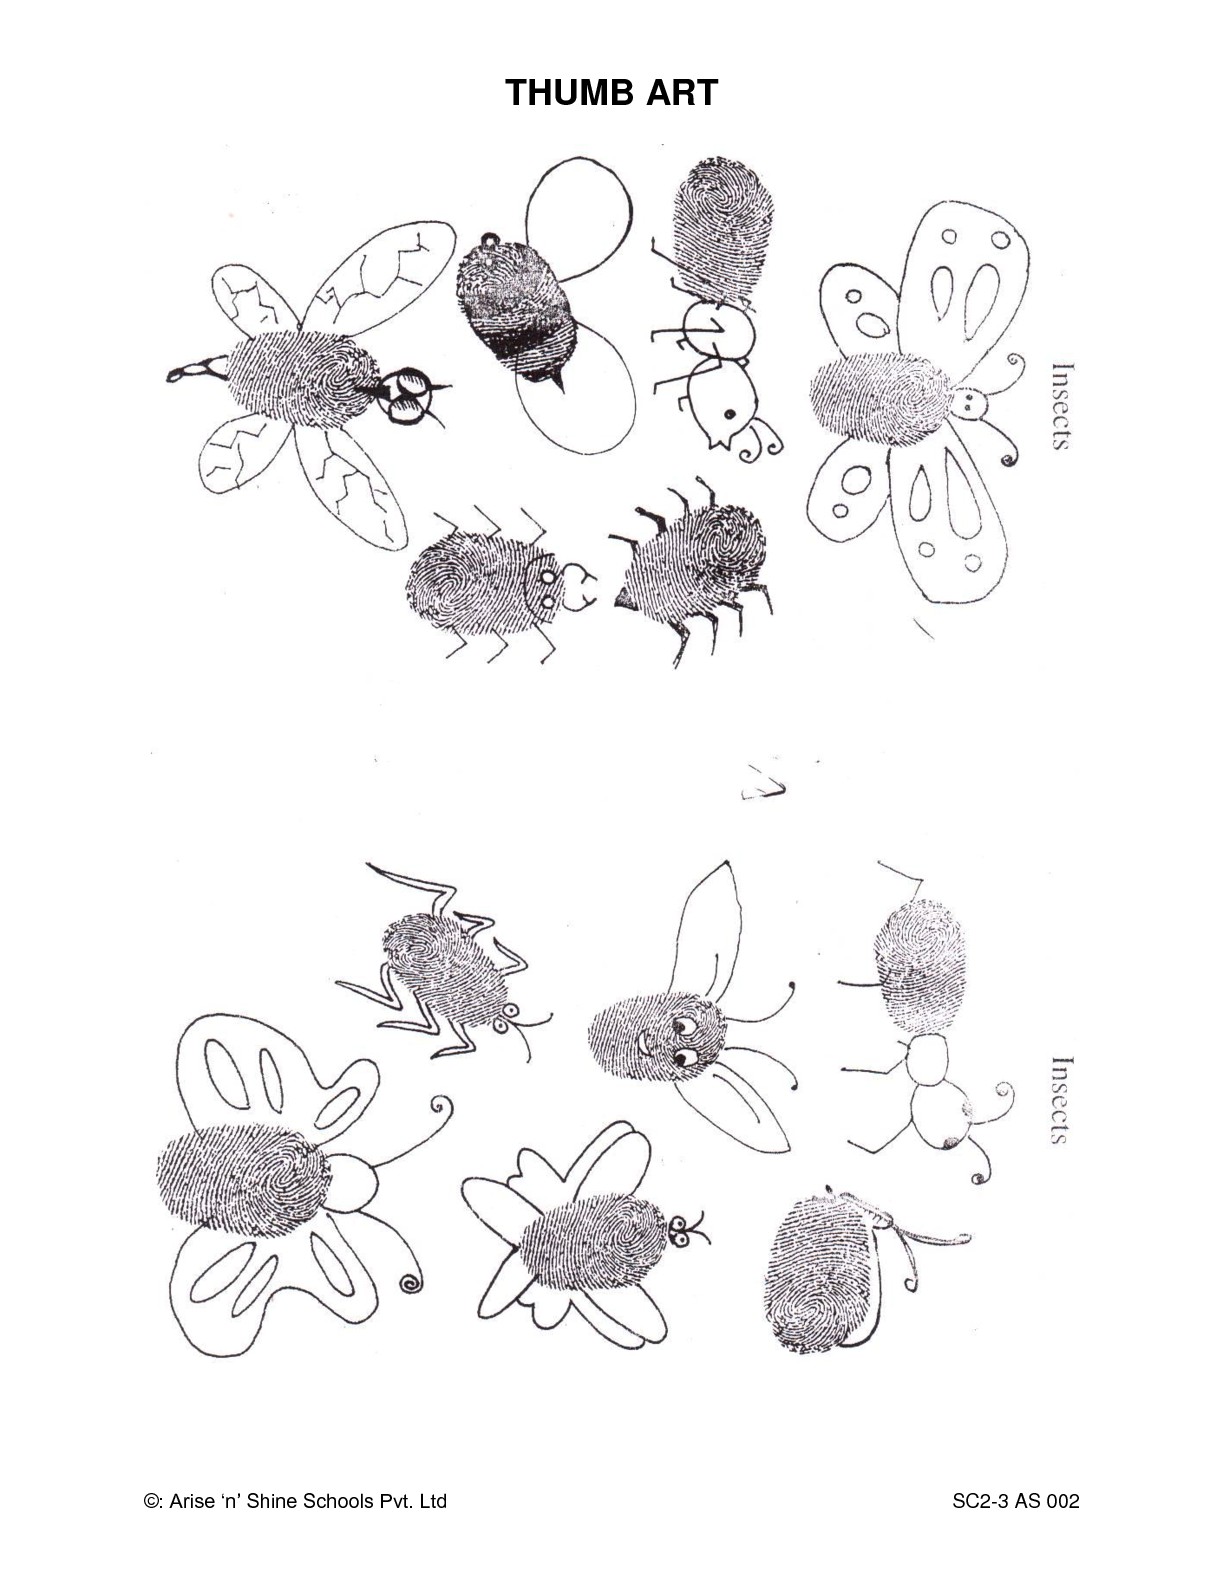 THUMB ART
Insects
Insects
©: Arise ‘n’ Shine Schools Pvt. Ltd
SC2-3 AS 002